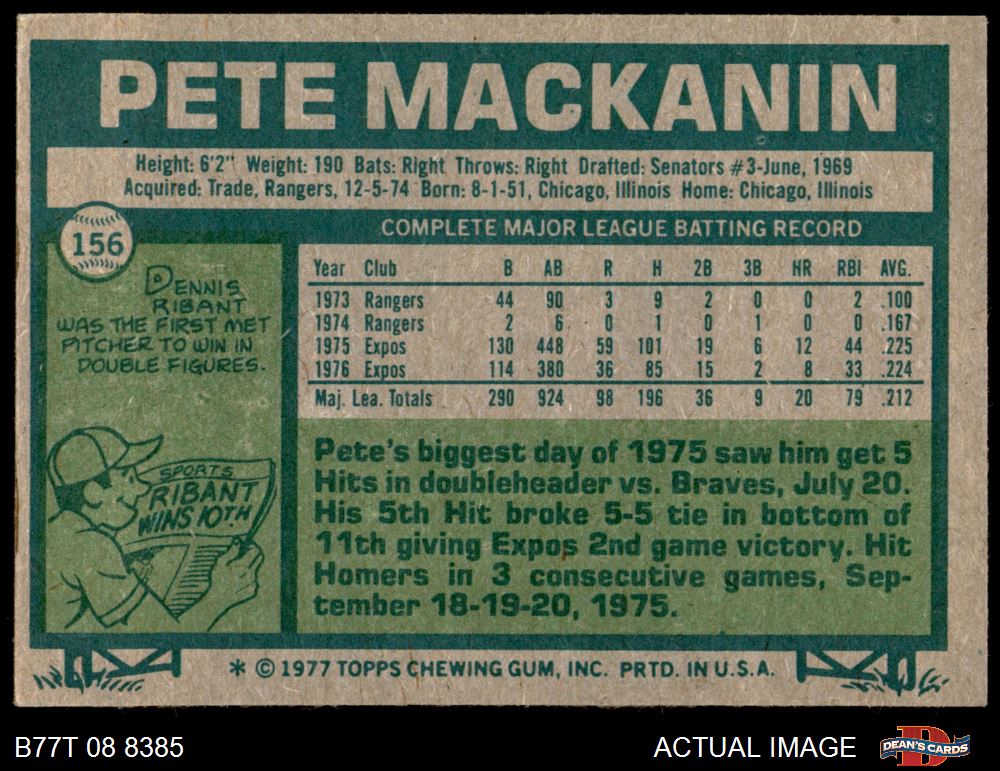 PETE MACKANIN
Height: 6'2" Weight: 190 Bats: Right Throws: Right Drafted: Senators #3-June, 1969
Acquired: Trade, Rangers, 12-5-74 Born: 8-1-51, Chicago, Illinois Home: Chicago, Illinois
156
DENNIS
RIBANT
WAS THE FIRST MET
PITCHER TO WIN IN
DOUBLE FIGURES.
SPORTS
RIBANT
WINS 10TH
COMPLETE MAJOR LEAGUE BATTING RECORD
Year Club B AB R H 2B 3B HR RBI AVG.
1973 Rangers 44 90 3 9 2 0 0 2 .100
1974 Rangers 2 6 0 1 0 1 0 0 .167
1975 Expos 130 448 59 101 19 6 12 44 .225
1976 Expos 114 380 36 85 15 2 8 33 .224
Maj. Lea. Totals 290 924 98 196 36 9 20 79 .212
Pete's biggest day of 1975 saw him get 5
Hits in doubleheader vs. Braves, July 20.
His 5th Hit broke 5-5 tie in bottom of
11th giving Expos 2nd game victory. Hit
Homers in 3 consecutive games, Sep-
tember 18-19-20, 1975.
* © 1977 TOPPS CHEWING GUM, INC. PRTD. IN U.S.A.
B77T 08 8385
ACTUAL IMAGE
DEAN'S CARDS